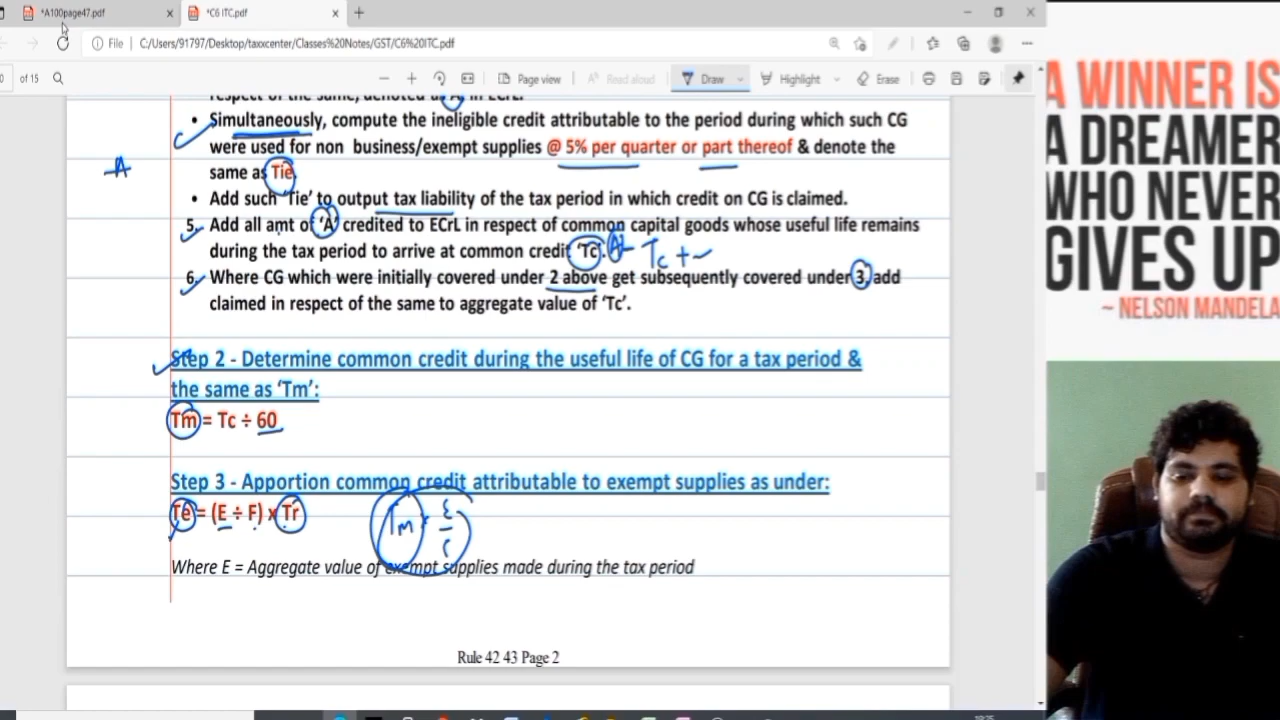 *A100page47.pdf
*C6 ITC.pdf
File
C:/Users/91797/Desktop/taxxcenter/Classes%20Notes/GST/C6%20ITC.pdf
of 15
Page view
Read aloud
Draw
Highlight
Erase
• Simultaneously, compute the ineligible credit attributable to the period during which such CG
were used for non business/exempt supplies @ 5% per quarter or part thereof & denote the
A
same as Tie.
• Add such 'Tie' to output tax liability of the tax period in which credit on CG is claimed.
5. Add all amt of 'A' credited to ECrL in respect of common capital goods whose useful life remains
during the tax period to arrive at common credit 'Tc'.
Tc +
6. Where CG which were initially covered under 2 above get subsequently covered under 3, add
claimed in respect of the same to aggregate value of 'Tc'.
Step 2 - Determine common credit during the useful life of CG for a tax period &
the same as 'Tm':
Tm = Tc ÷ 60
Step 3 - Apportion common credit attributable to exempt supplies as under:
Te = (E ÷ F) x Tr
Tm × E
Where E = Aggregate value of exempt supplies made during the tax period
Rule 42 43 Page 2
A WINNER IS
A DREAMER
WHO NEVER
GIVES UP
~ NELSON MANDELA